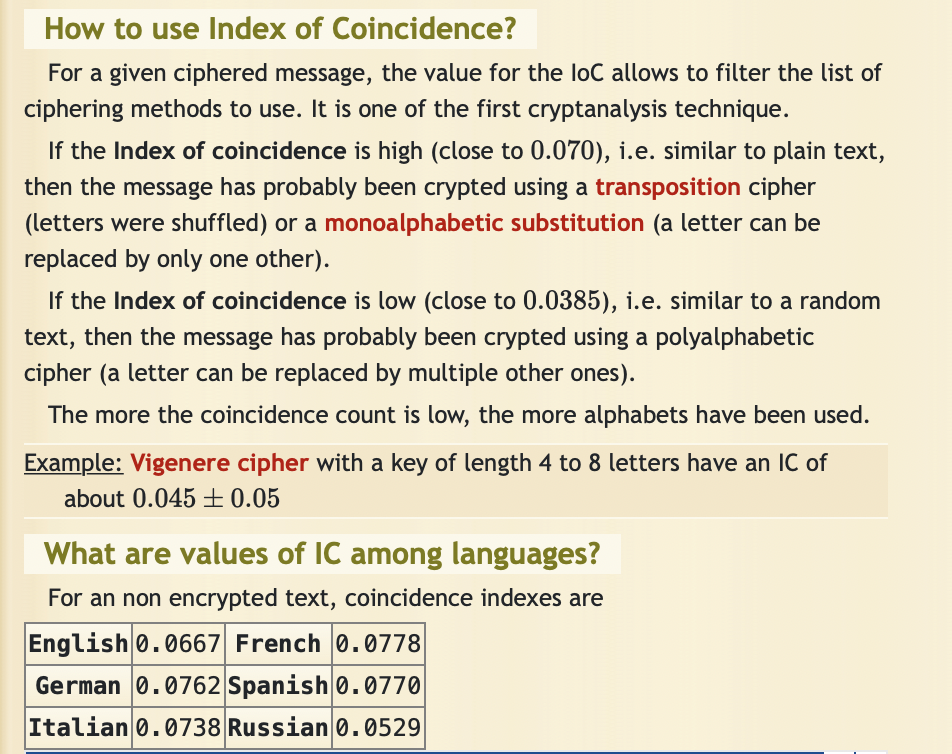 How to use Index of Coincidence?
For a given ciphered message, the value for the IoC allows to filter the list of
ciphering methods to use. It is one of the first cryptanalysis technique.
If the Index of coincidence is high (close to 0.070), i.e. similar to plain text,
then the message has probably been crypted using a transposition cipher
(letters were shuffled) or a monoalphabetic substitution (a letter can be
replaced by only one other).
If the Index of coincidence is low (close to 0.0385), i.e. similar to a random
text, then the message has probably been crypted using a polyalphabetic
cipher (a letter can be replaced by multiple other ones).
The more the coincidence count is low, the more alphabets have been used.
Example: Vigenere cipher with a key of length 4 to 8 letters have an IC of
about 0.045 ± 0.05
What are values of IC among languages?
For an non encrypted text, coincidence indexes are
English 0.0667 French 0.0778
German 0.0762 Spanish 0.0770
Italian 0.0738 Russian 0.0529